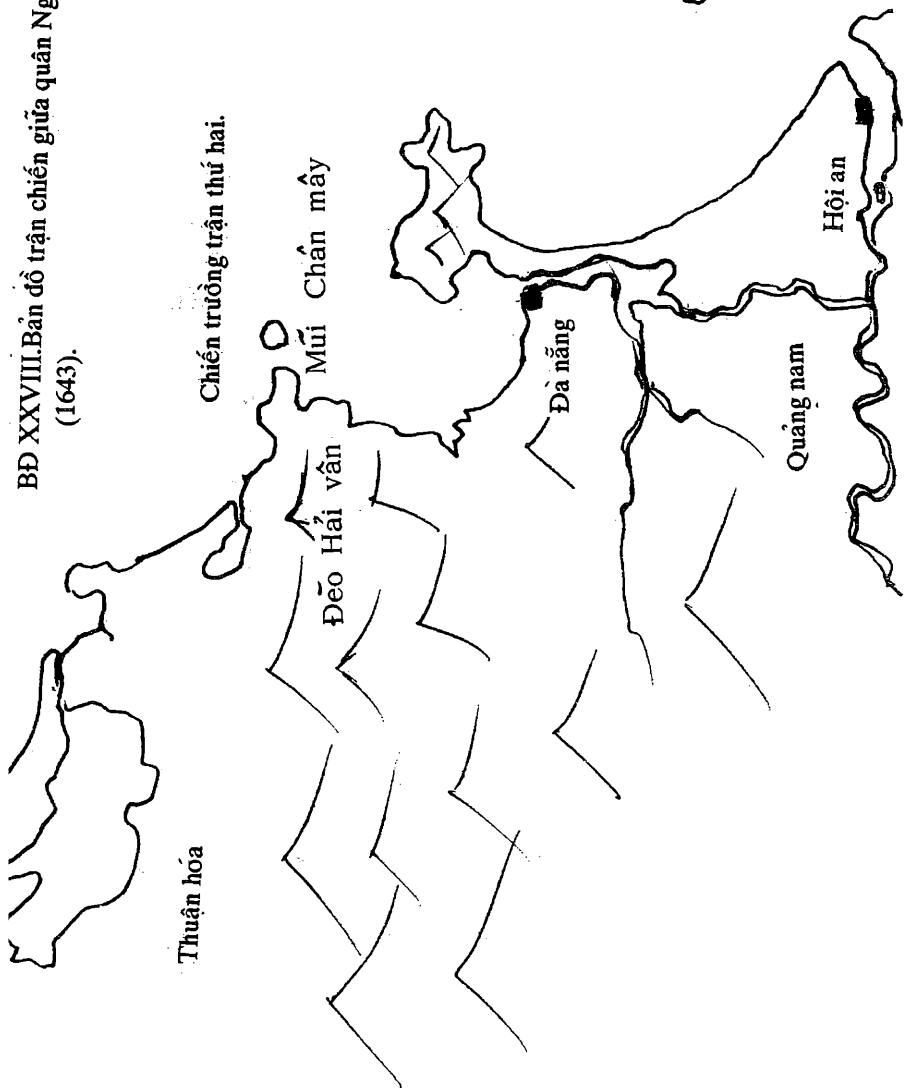 BĐ XXVIII.Bản đồ trận chiến giữa quân
(1643).
Chiến trường trận thứ hai.
Mũi Chân mây
Đèo Hải vân
Thuận hóa
Đà nẵng
Quảng nam
Hội an